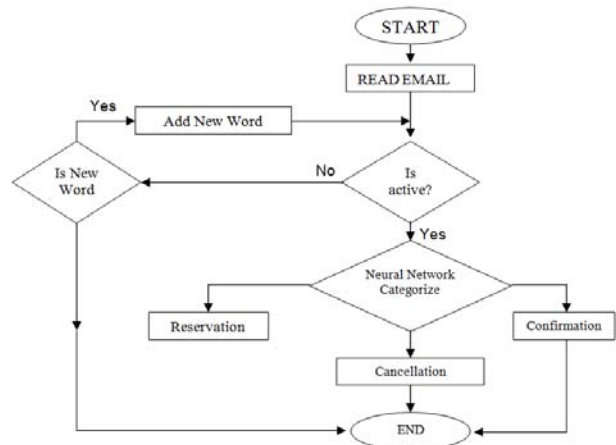 START
READ EMAIL
Yes
Add New Word
Is New
Word
No
Is
active?
Yes
Neural Network
Categorize
Reservation
Confirmation
Cancellation
END